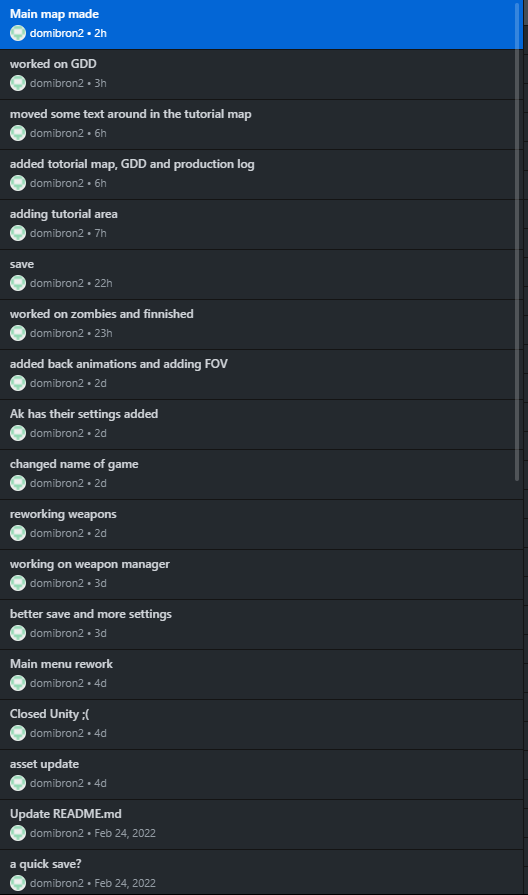 Main map made
domibron2 • 2h
worked on GDD
domibron2 • 3h
moved some text around in the tutorial map
domibron2 • 6h
added totorial map, GDD and production log
domibron2 • 6h
adding tutorial area
domibron2 • 7h
save
domibron2 • 22h
worked on zombies and finnished
domibron2 • 23h
added back animations and adding FOV
domibron2 • 2d
Ak has their settings added
domibron2 • 2d
changed name of game
domibron2 • 2d
reworking weapons
domibron2 • 2d
working on weapon manager
domibron2 • 3d
better save and more settings
domibron2 • 3d
Main menu rework
domibron2 • 4d
Closed Unity ;(
domibron2 • 4d
asset update
domibron2 • 4d
Update README.md
domibron2 • Feb 24, 2022
a quick save?
domibron2 • Feb 24, 2022